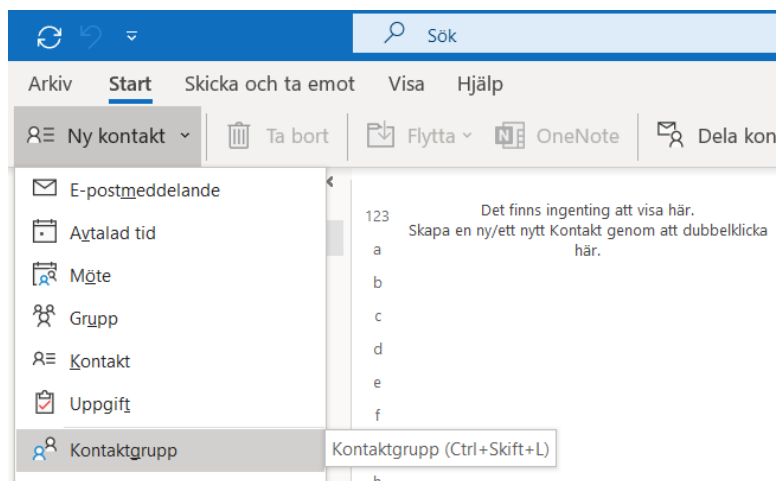 Sök
Arkiv Start Skicka och ta emot Visa Hjälp
Ny kontakt Ta bort Flytta OneNote Dela kon
E-postmeddelande
Avtalad tid
Möte
Grupp
Kontakt
Uppgift
Kontaktgrupp
Kontaktgrupp (Ctrl+Skift+L)
123
a
b
c
d
e
f
Det finns ingenting att visa här.
Skapa en ny/ett nytt Kontakt genom att dubbelklicka
här.